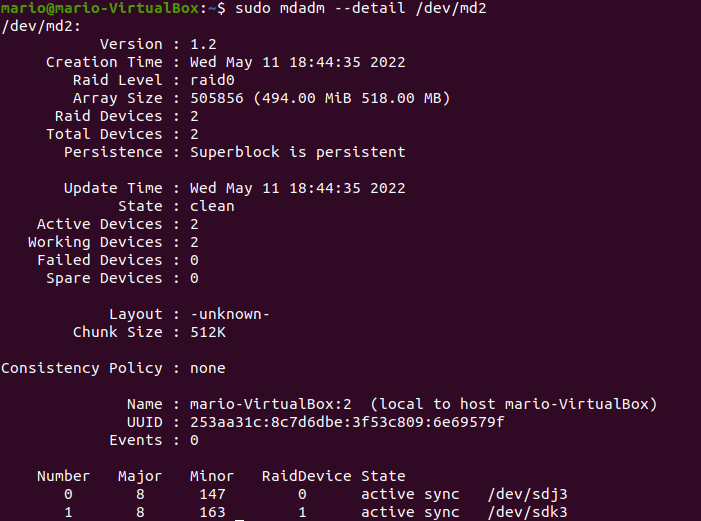 mario@mario-VirtualBox:~$ sudo mdadm --detail /dev/md2
/dev/md2:
Version : 1.2
Creation Time : Wed May 11 18:44:35 2022
Raid Level : raid0
Array Size : 505856 (494.00 MiB 518.00 MB)
Raid Devices : 2
Total Devices : 2
Persistence : Superblock is persistent
Update Time : Wed May 11 18:44:35 2022
State : clean
Active Devices : 2
Working Devices : 2
Failed Devices : 0
Spare Devices : 0
Layout : -unknown-
Chunk Size : 512K
Consistency Policy : none
Name : mario-VirtualBox:2  (local to host mario-VirtualBox)
UUID : 253aa31c:8c7d6dbe:3f53c809:6e69579f
Events : 0
Number   Major   Minor   RaidDevice State
0       8      147        0      active sync   /dev/sdj3
1       8      163        1      active sync   /dev/sdk3